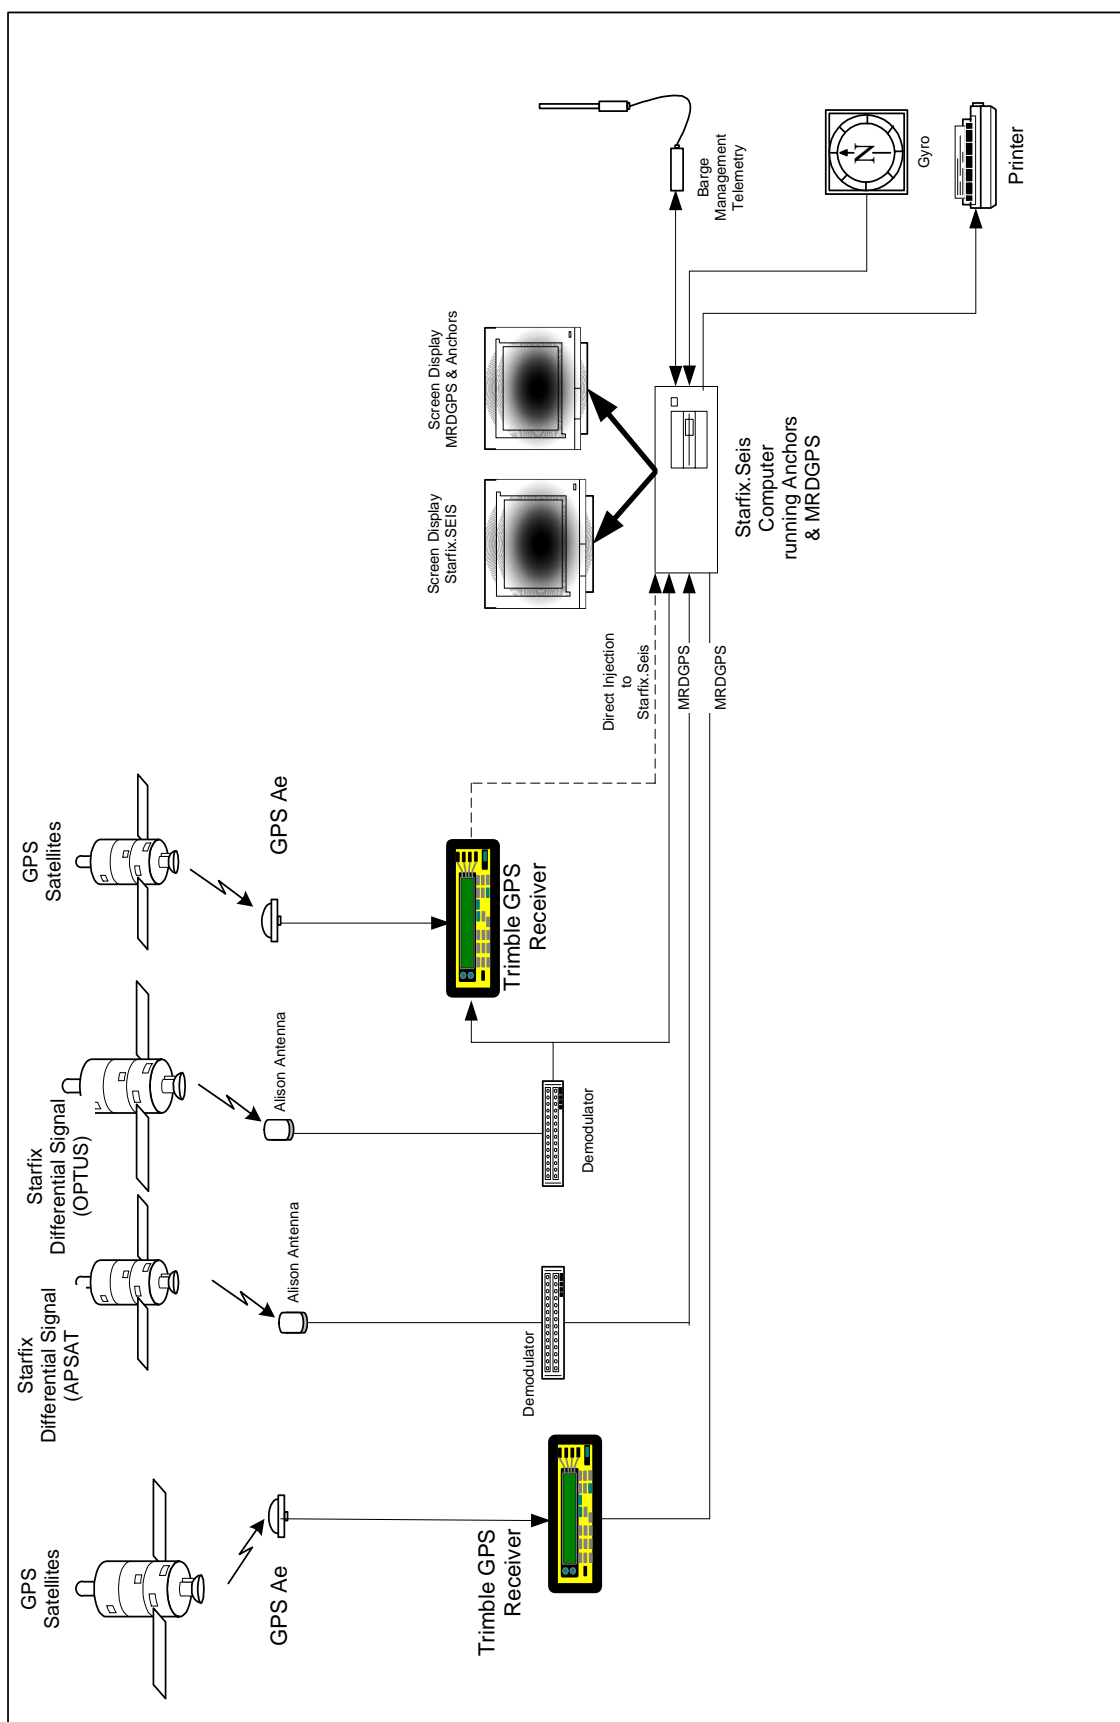 GPS
Satellites
Starfix
Differential Signal
(APSAT
Starfix
Differential Signal
(OPTUS)
GPS
Satellites
GPS Ae
Alison Antenna
Alison Antenna
GPS Ae
Trimble GPS
Receiver
Demodulator
Demodulator
Trimble GPS
Receiver
Screen Display
Starfix.SEIS
Screen Display
MRDGPS & Anchors
Direct Injection
to
Starfix.Seis
MRDGPS
MRDGPS
Starfix.Seis
Computer
running Anchors
& MRDGPS
Barge
Management
Telemetry
N
Gyro
Printer